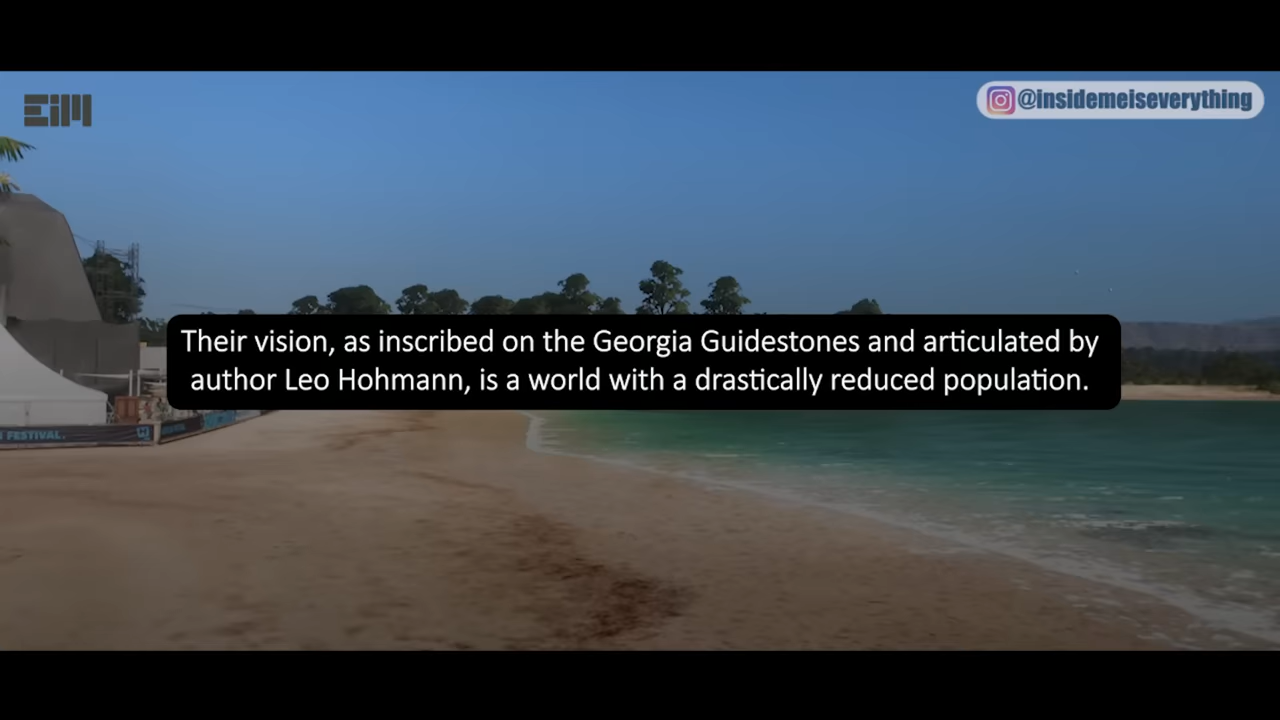 EiM
@insidemeiseverything
Their vision, as inscribed on the Georgia Guidestones and articulated by
author Leo Hohmann, is a world with a drastically reduced population.
FESTIVAL.